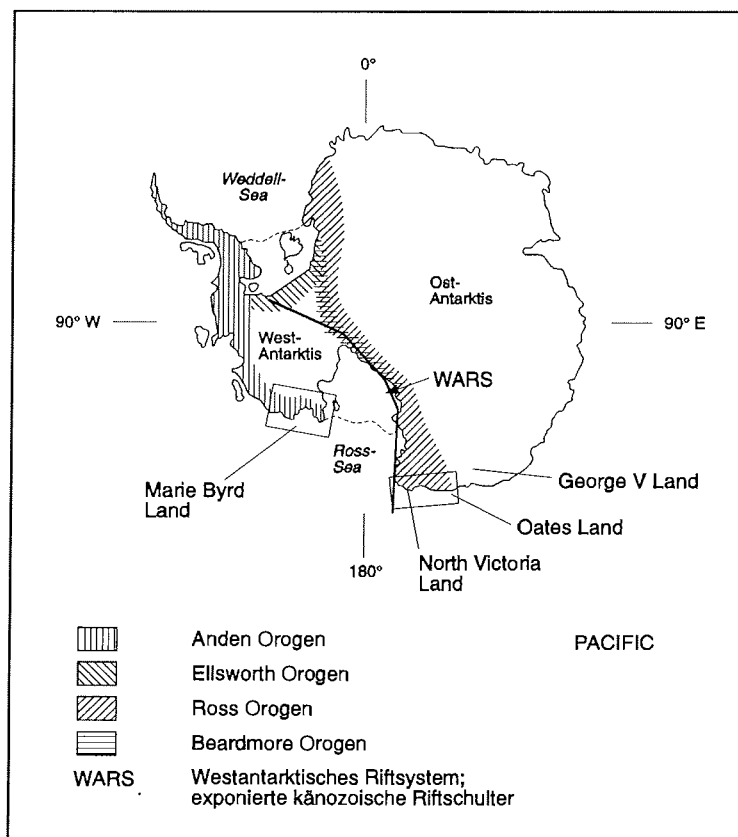 0°
Weddell-
Sea
Ost-
Antarktis
90° W
90° E
West-
Antarktis
WARS
Ross-
Sea
George V Land
Marie Byrd
Land
Oates Land
North Victoria
Land
180°
Anden Orogen
PACIFIC
Ellsworth Orogen
Ross Orogen
Beardmore Orogen
WARS
Westantarktisches Riftsystem;
exponierte känozoische Riftschulter